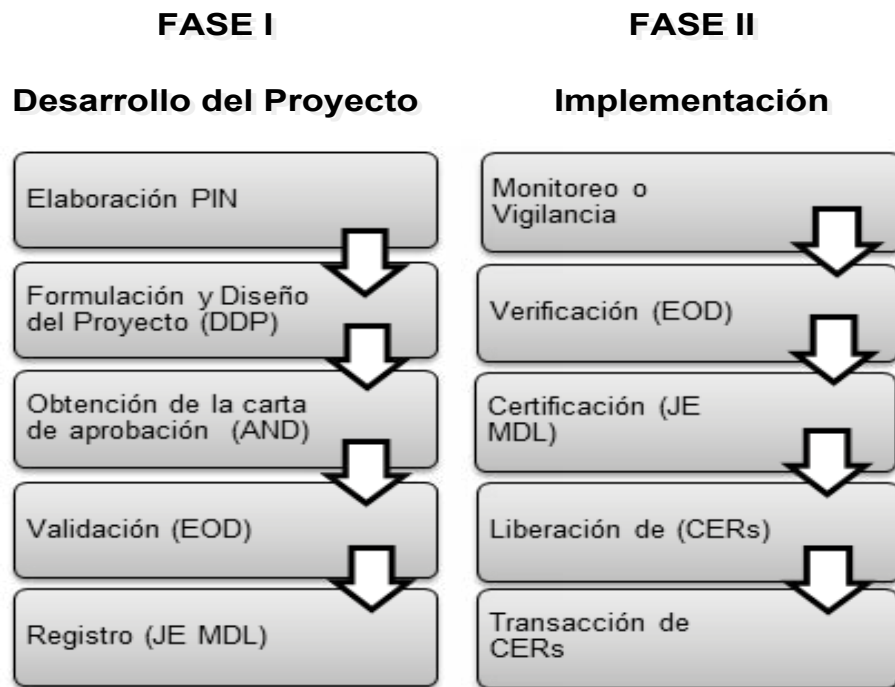 FASE I
Desarrollo del Proyecto
Elaboración PIN
Formulación y Diseño
del Proyecto (DDP)
Obtención de la carta
de aprobación (AND)
Validación (EOD)
Registro (JE MDL)
FASE II
Implementación
Monitoreo o
Vigilancia
Verificación (EOD)
Certificación (JE
MDL)
Liberación de (CERs)
Transacción de
CERs